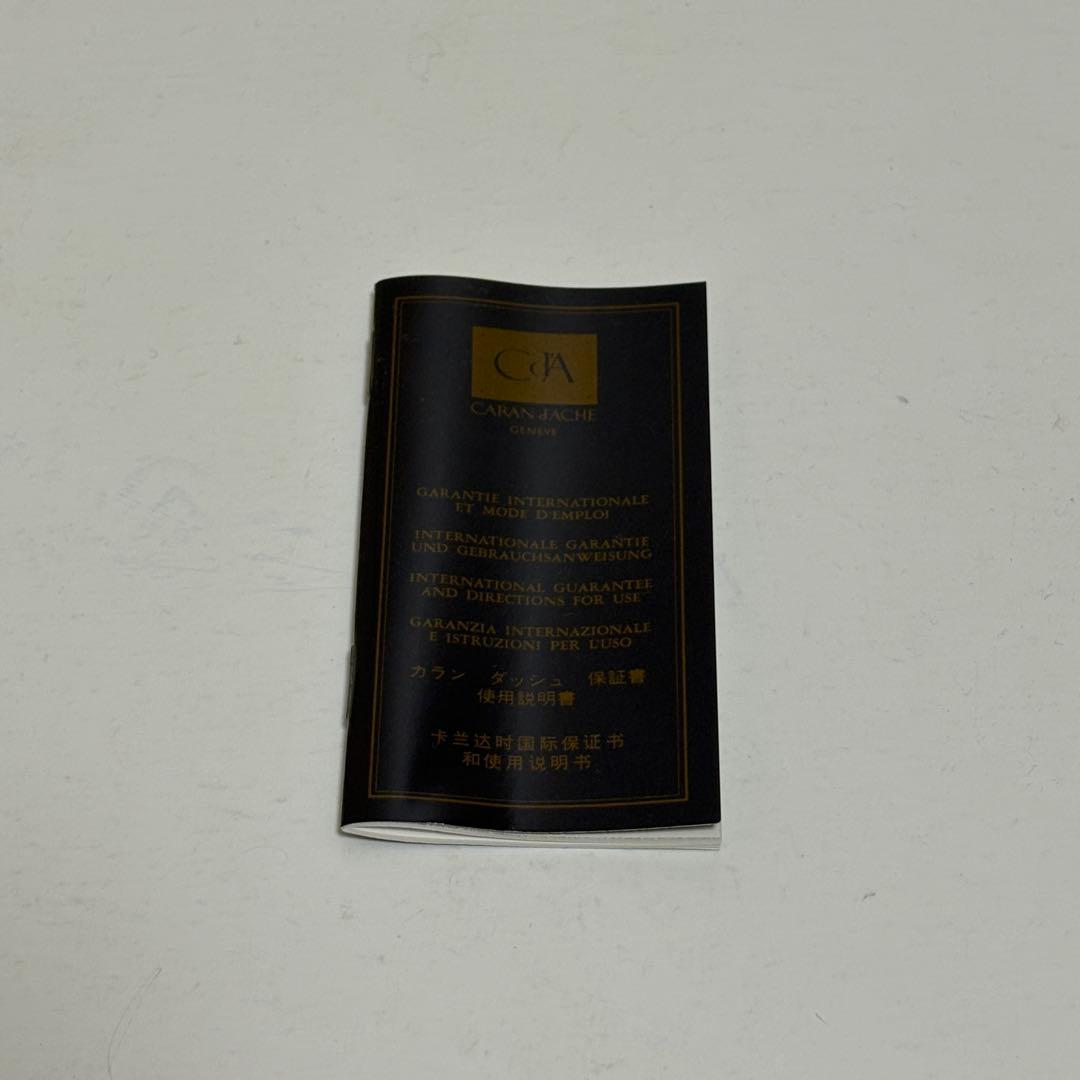 Cd'A
CARAN d'ACHE
GENEVE
GARANTIE INTERNATIONALE
ET MODE D'EMPLOI
INTERNATIONALE GARANTIE
UND GEBRAUCHSANWEISUNG
INTERNATIONAL GUARANTEE
AND DIRECTIONS FOR USE
GARANZIA INTERNAZIONALE
E ISTRUZIONI PER L'USO
カラン ダッシュ 保証書
使用説明書
卡兰达时国际保证书
和使用说明书